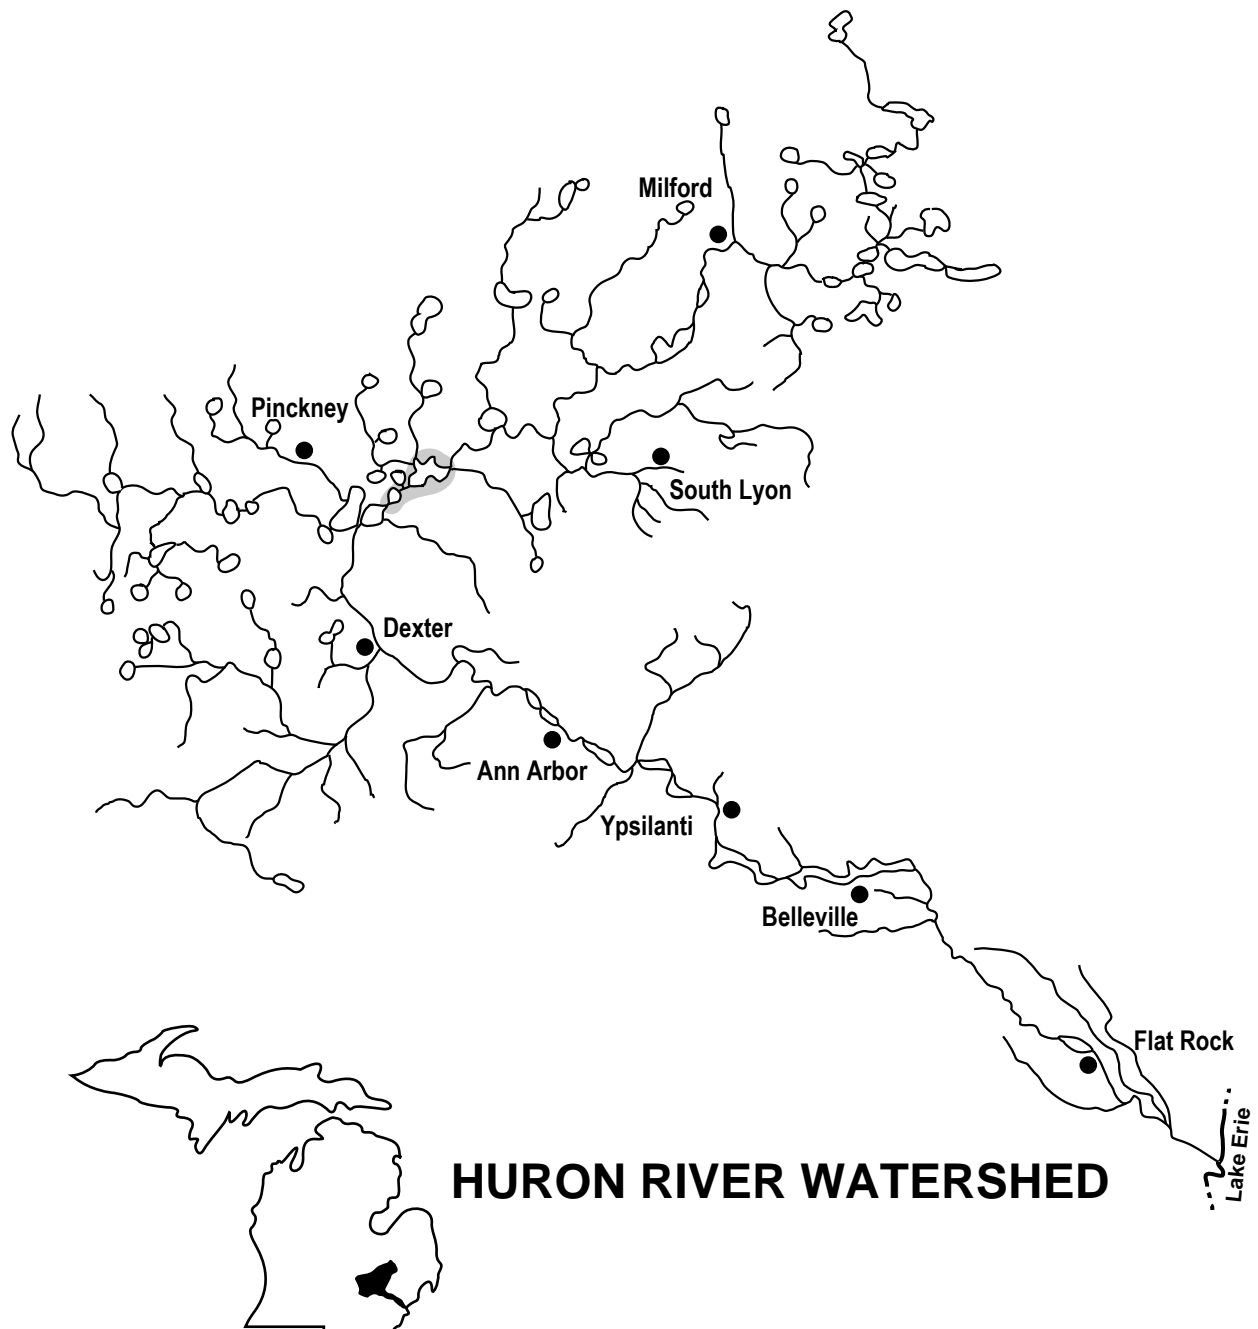 Milford
Pinckney
South Lyon
Dexter
Ann Arbor
Ypsilanti
Belleville
Flat Rock
Lake Erie
HURON RIVER WATERSHED